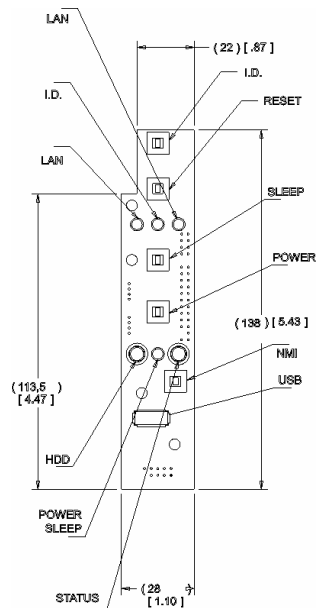 LAN
( 22 ) [ .87 ]
I.D.
I.D.
RESET
LAN
SLEEP
POWER
( 138 ) [ 5.43 ]
NMI
( 113,5 )
[ 4.47 ]
USB
HDD
POWER
SLEEP
STATUS
( 28 )
[ 1.10 ]